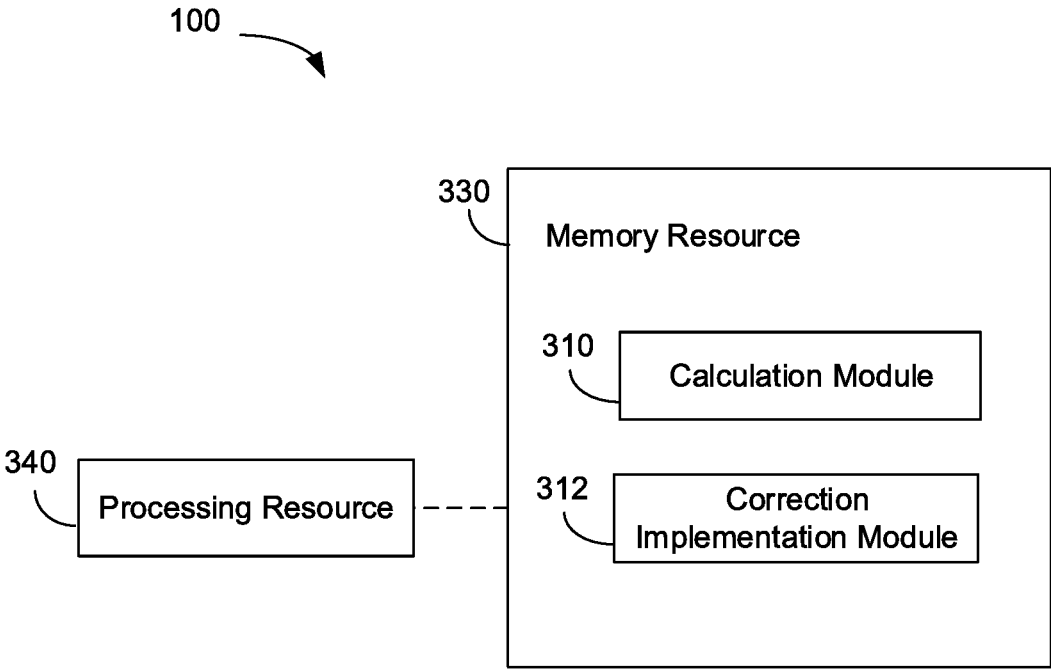 100
330
Memory Resource
310
Calculation Module
340
Processing Resource
312
Correction
Implementation Module